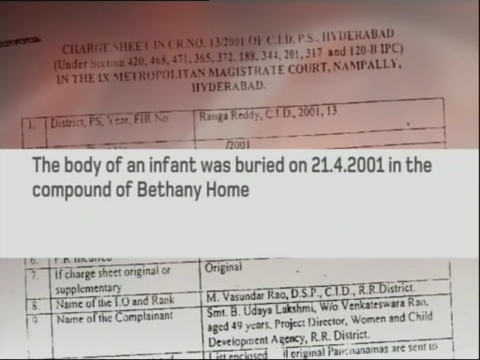 CHARGE SHEET IN CR.NO. 13/2001 OF C.I.D, P.S., HYDERABAD
(Under Section 420, 468, 471, 365, 372, 188, 344, 201, 317 and 120-B IPC)
IN THE IX METROPOLITAN MAGISTRATE COURT, NAMPALLY,
HYDERABAD.
1. District, PS, Year, FIR No Ranga Reddy, C.I.D., 2001, 13
/2001
The body of an infant was buried on 21.4.2001 in the
compound of Bethany Home
6.
7. If charge sheet original or Original
supplementary
8. Name of the I.O and Rank M. Vasundar Rao, D.S.P., C.I.D., R.R.District.
9. Name of the Complainant Smt. B. Udaya Lakshmi, W/o Venkateswara Rao,
aged 49 years, Project Director, Women and Child
Development Agency, R.R. District.
List enclosed original Panchanamas are sent to